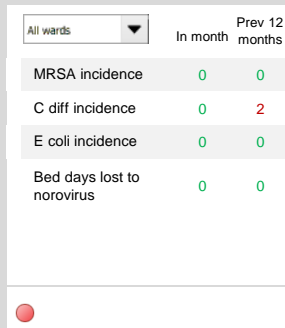 All wards
In month Prev 12 months
MRSA incidence 0 0
C diff incidence 0 2
E coli incidence 0 0
Bed days lost to
norovirus 0 0